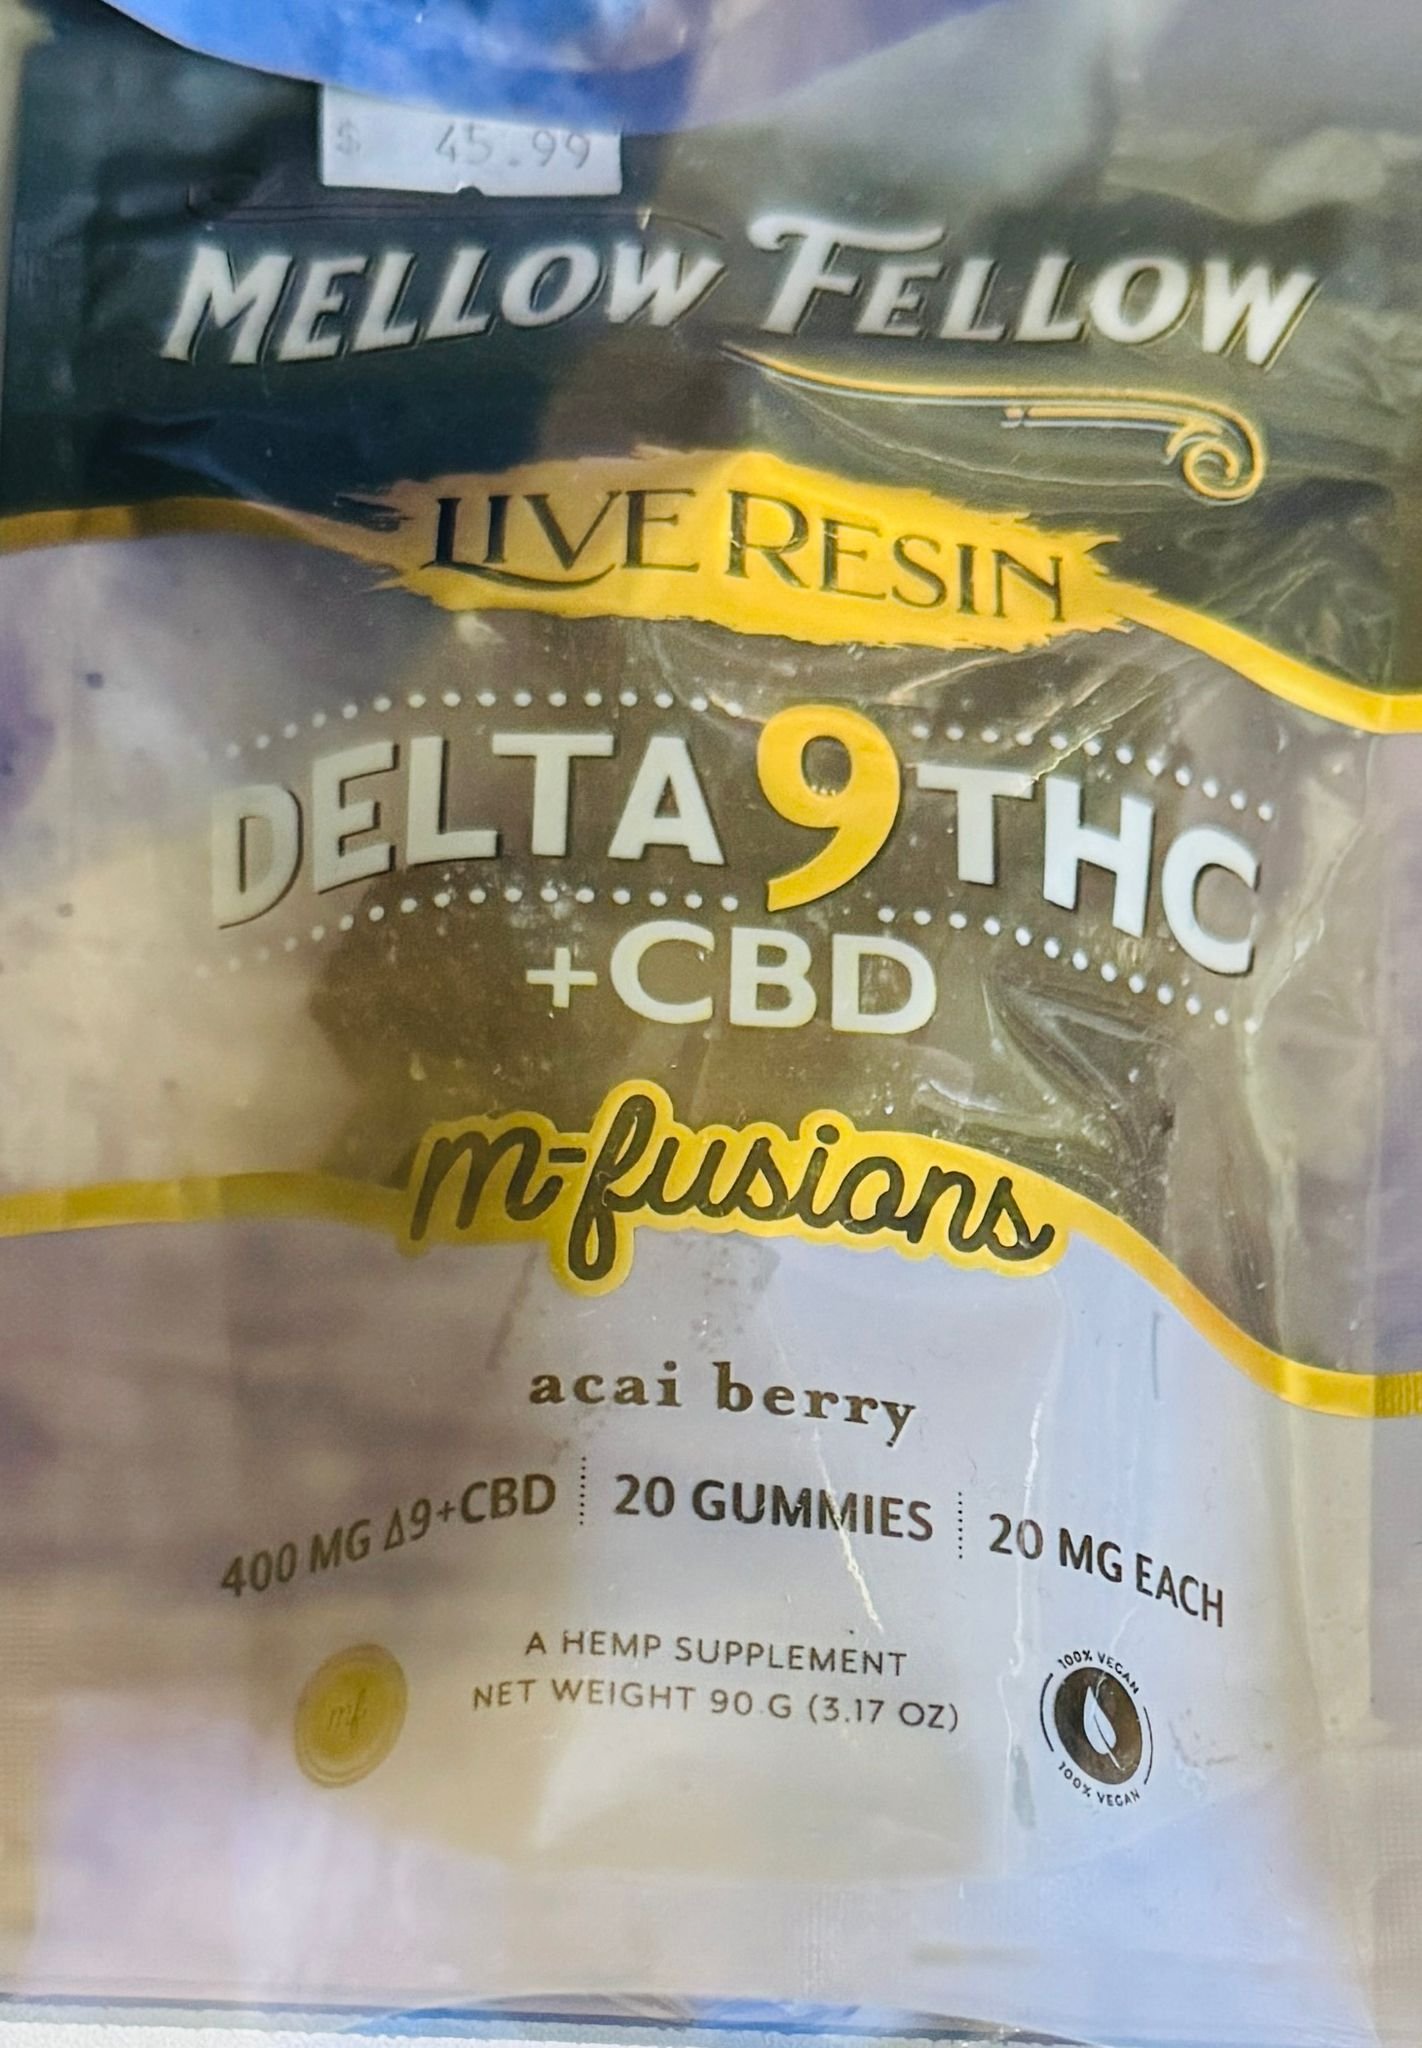 $ 45.99
MELLOW FELLOW
LIVE RESIN
DELTA 9 THC
+CBD
m-fusions
acai berry
400 MG Δ9+CBD 20 GUMMIES 20 MG EACH
A HEMP SUPPLEMENT
NET WEIGHT 90 G (3.17 OZ)
mf
100% VEGAN
100% VEGAN